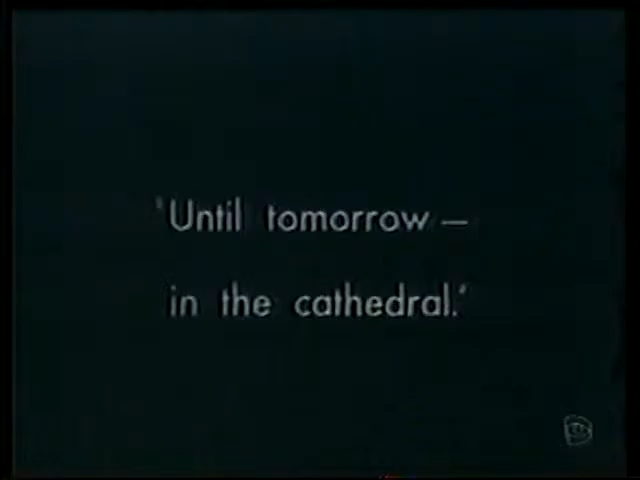 'Until tomorrow —
in the cathedral.'